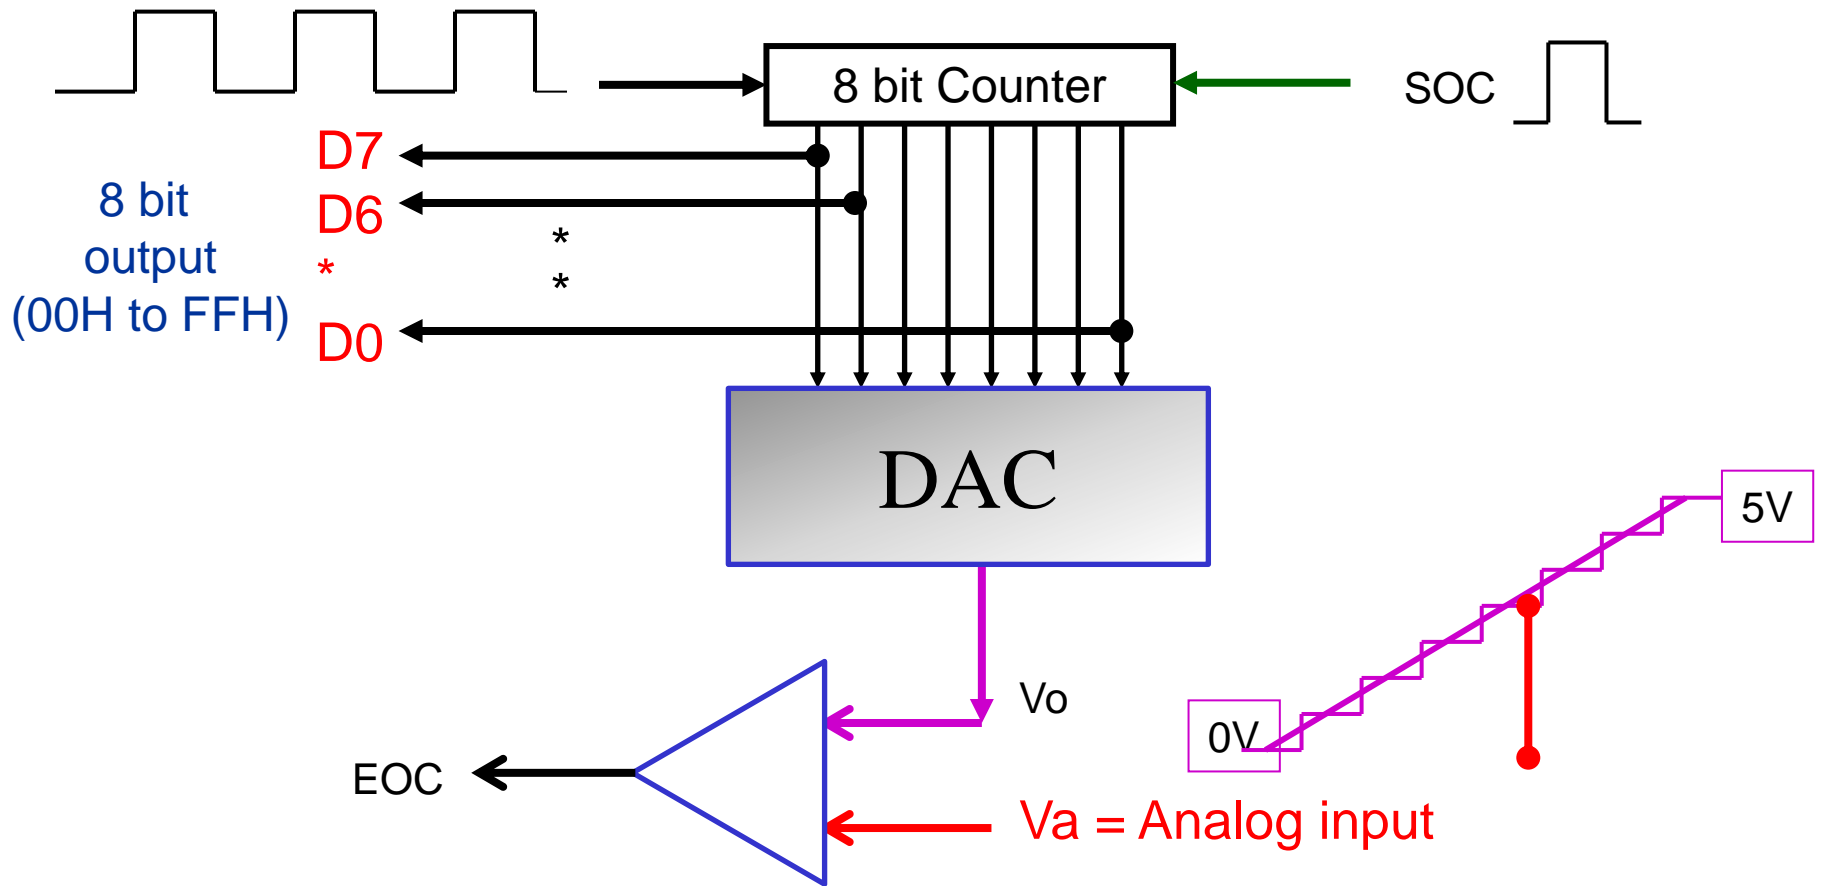 8 bit Counter
SOC
D7
8 bit
output
(00H to FFH)
D6
*
*
*
D0
DAC
5V
0V
Vo
EOC
Va = Analog input